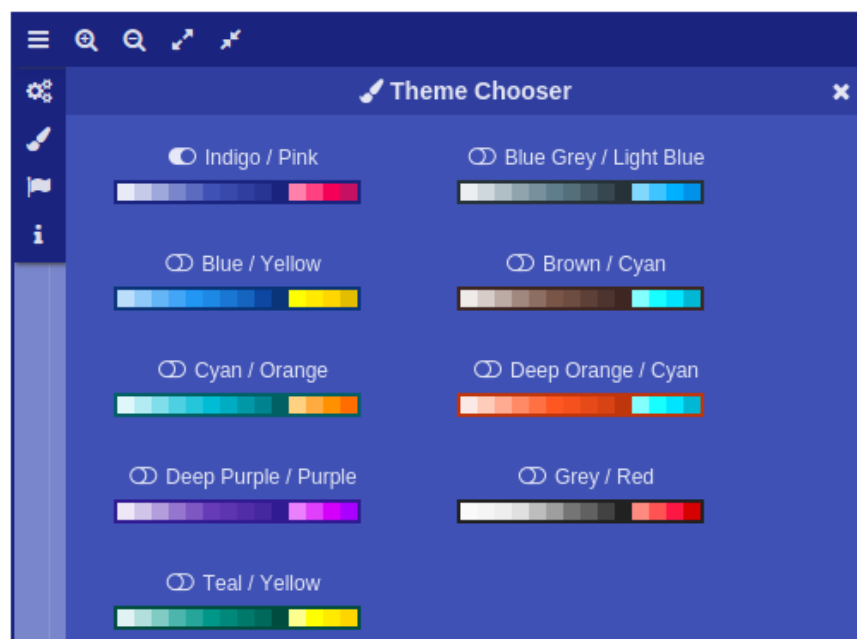 Theme Chooser
Indigo / Pink
Blue Grey / Light Blue
Blue / Yellow
Brown / Cyan
Cyan / Orange
Deep Orange / Cyan
Deep Purple / Purple
Grey / Red
Teal / Yellow